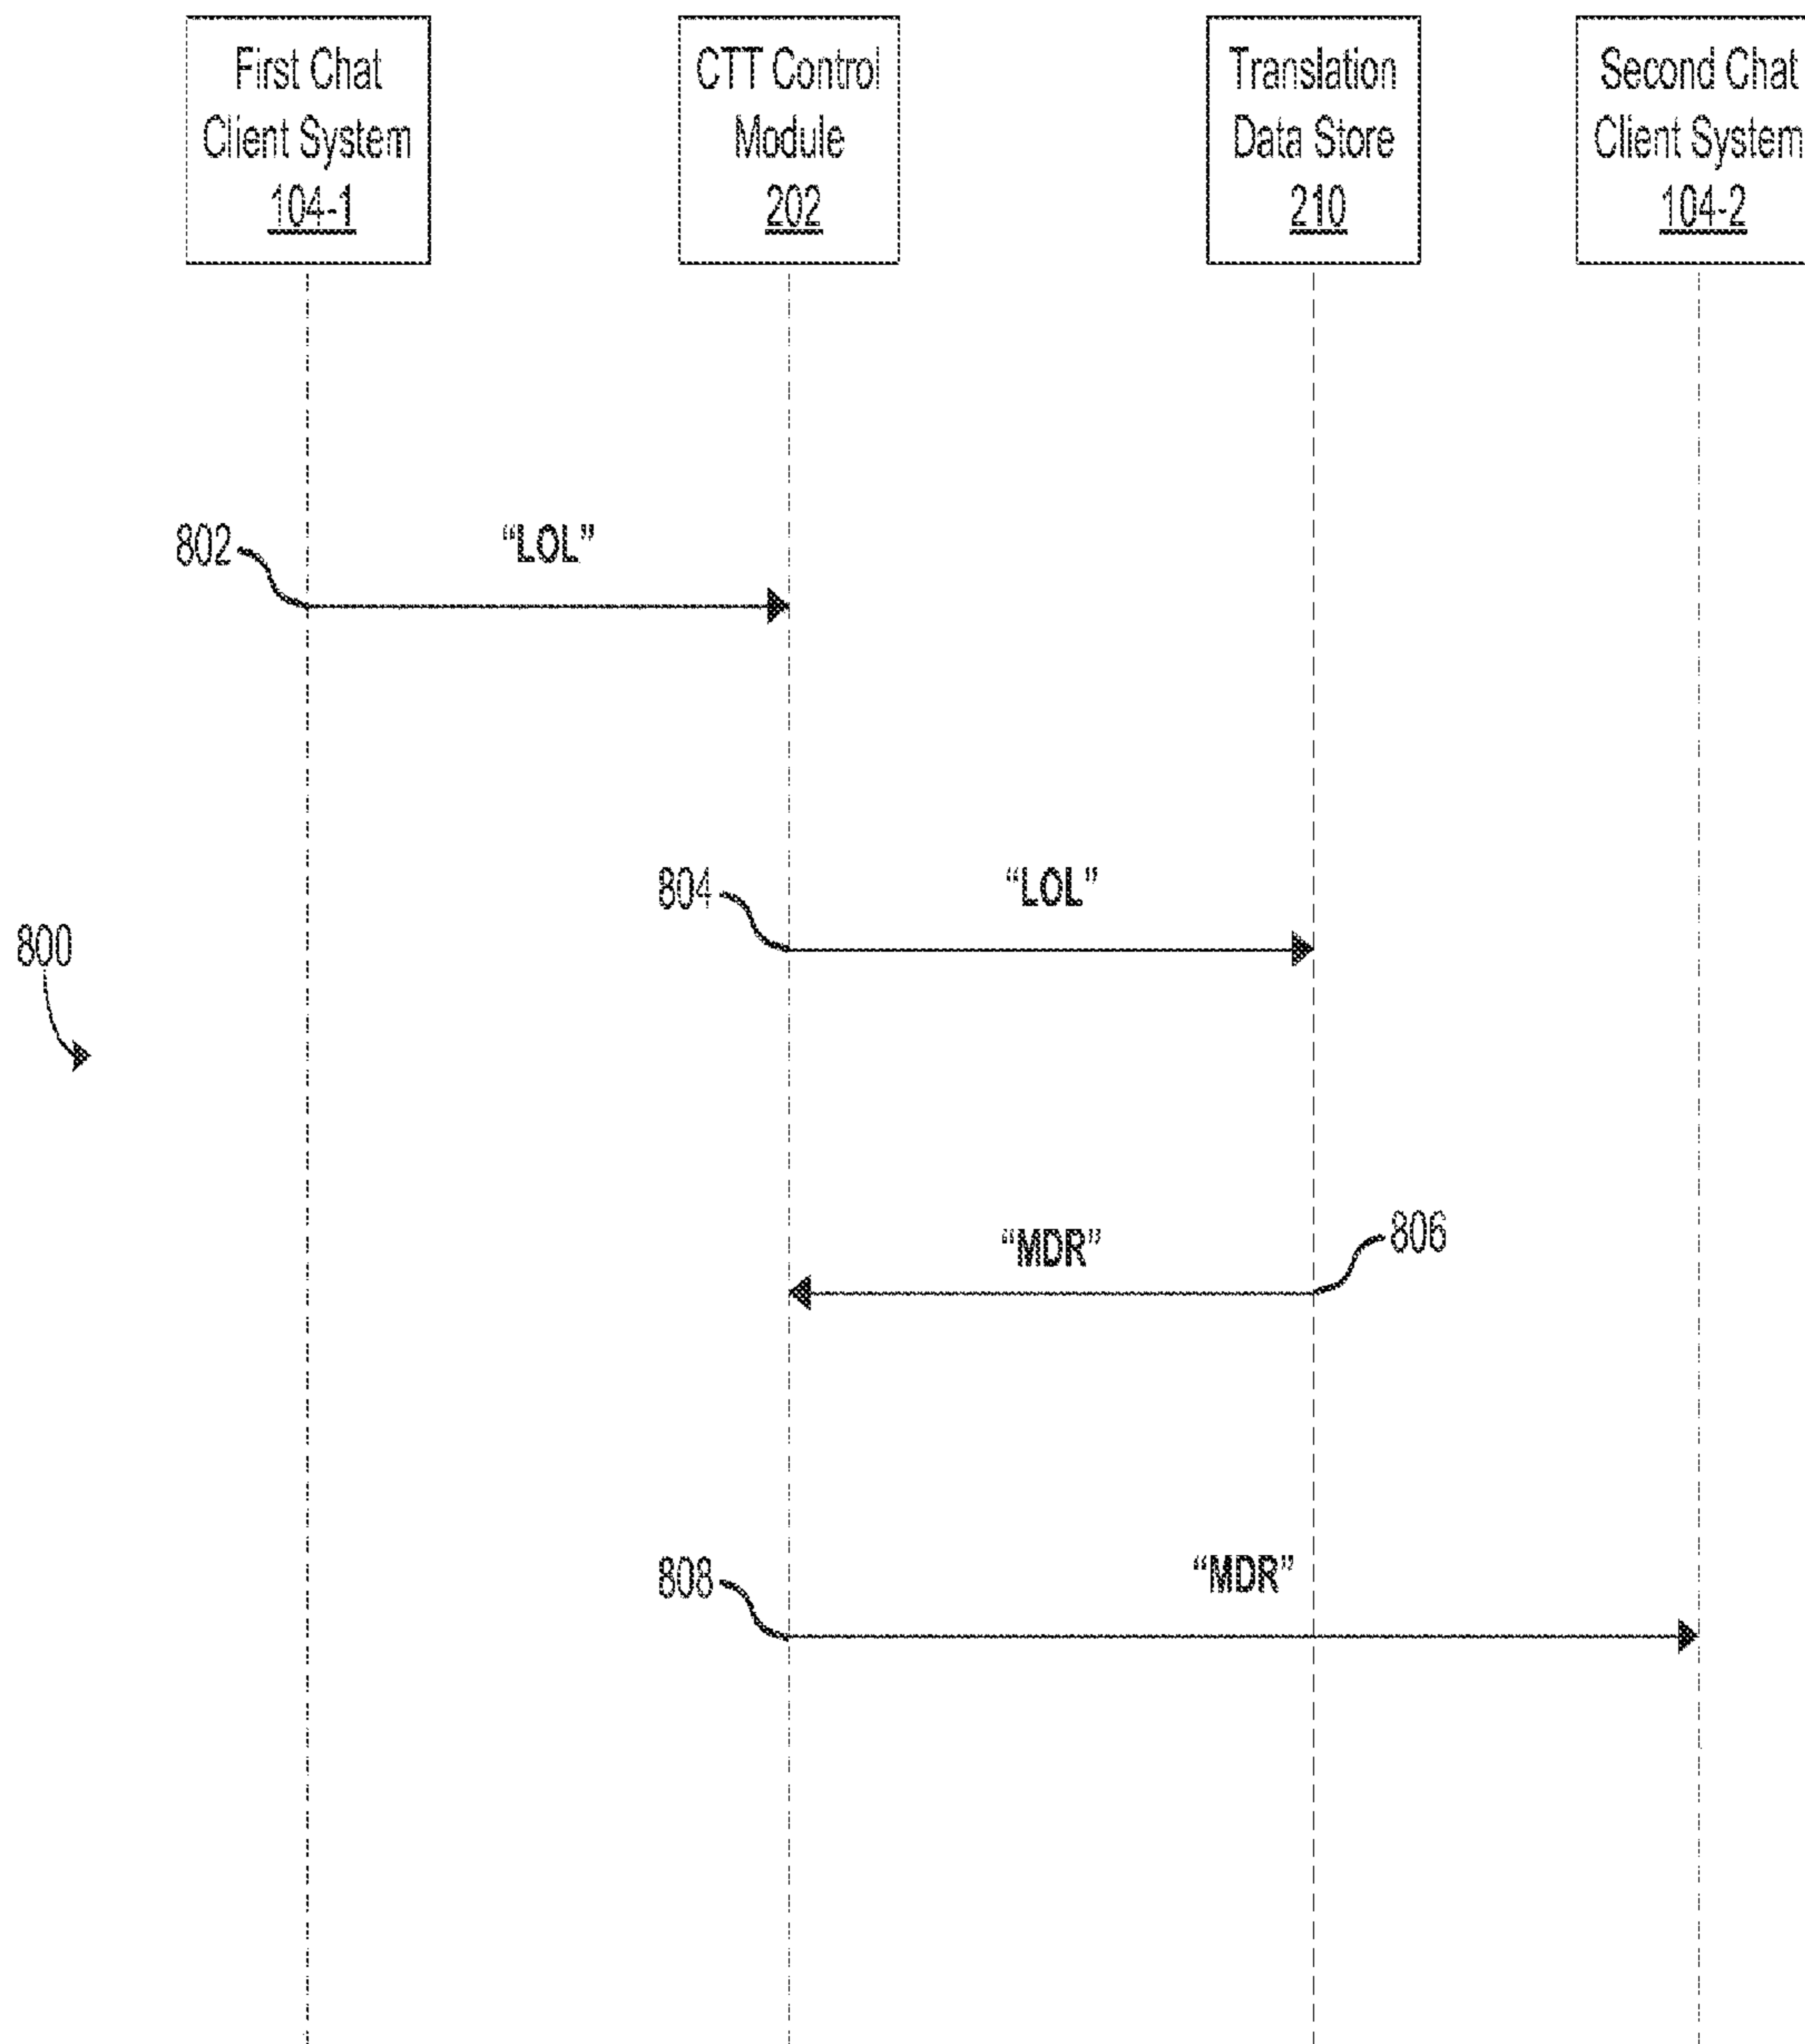 First Chat
Client System
104-1
CTT Control
Module
202
Translation
Data Store
210
Second Chat
Client System
104-2
802
“LOL”
804
“LOL”
800
“MDR”
806
808
“MDR”